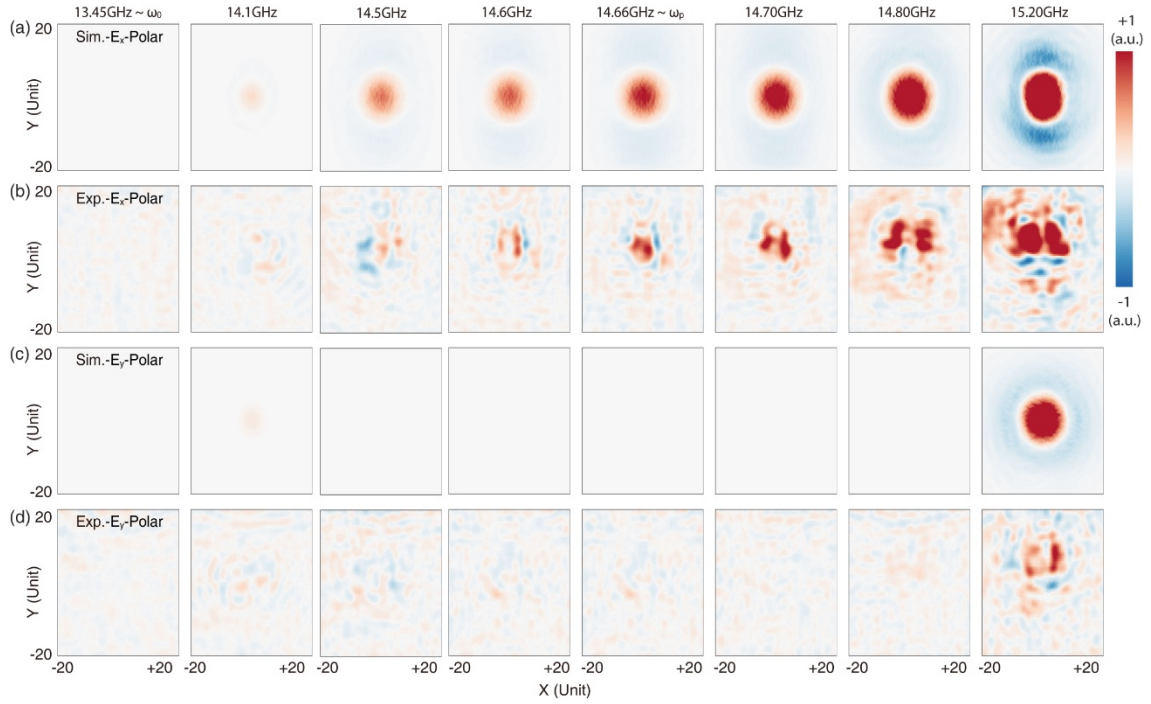 13.45GHz ~ ω₀ 14.1GHz 14.5GHz 14.6GHz 14.66GHz ~ ωₚ 14.70GHz 14.80GHz 15.20GHz
(a) Sim.-Eₓ-Polar
20
Y (Unit)
-20
+1
(a.u.)
(b) Exp.-Eₓ-Polar
20
Y (Unit)
-20
-1
(a.u.)
(c) Sim.-Eᵧ-Polar
20
Y (Unit)
-20
(d) Exp.-Eᵧ-Polar
20
Y (Unit)
-20
-20 +20 -20 +20 -20 +20 -20 +20 -20 +20 -20 +20 -20 +20 -20 +20
X (Unit)